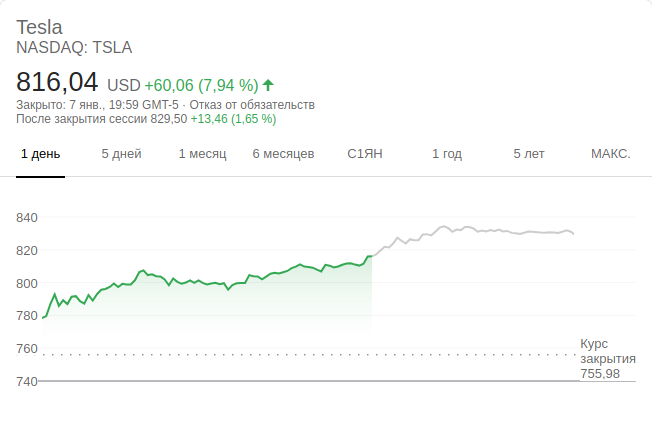 Tesla
NASDAQ: TSLA
816,04 USD +60,06 (7,94 %)
Закрыто: 7 янв., 19:59 GMT-5 · Отказ от обязательств
После закрытия сессии 829,50 +13,46 (1,65 %)
1 день 5 дней 1 месяц 6 месяцев С1ЯН 1 год 5 лет МАКС.
840
820
800
780
760
740
Курс
закрытия
755,98